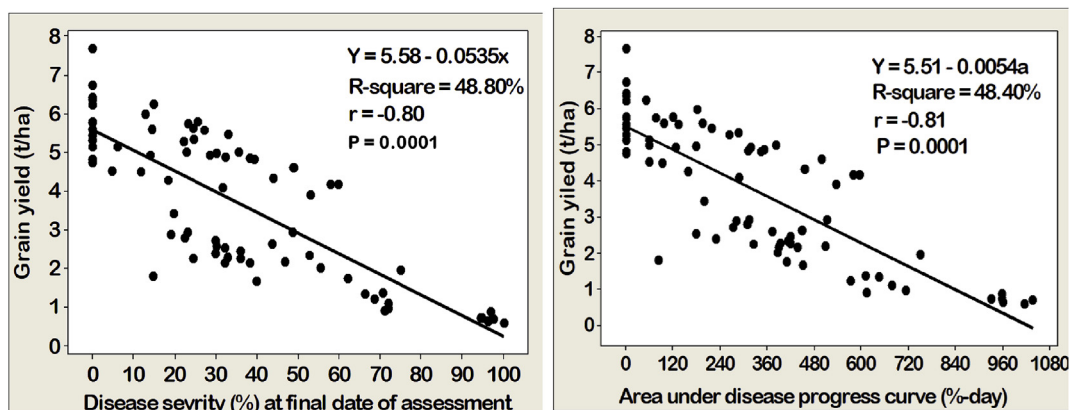 Grain yield (t/ha)
8
7
6
5
4
3
2
1
0
Y = 5.58 - 0.0535x
R-square = 48.80%
r = -0.80
P = 0.0001
0 10 20 30 40 50 60 70 80 90 100
Disease sevrity (%) at final date of assessment
Grain yiled (t/ha)
8
7
6
5
4
3
2
1
0
Y = 5.51 - 0.0054a
R-square = 48.40%
r = -0.81
P = 0.0001
0 120 240 360 480 600 720 840 960 1080
Area under disease progress curve (%-day)